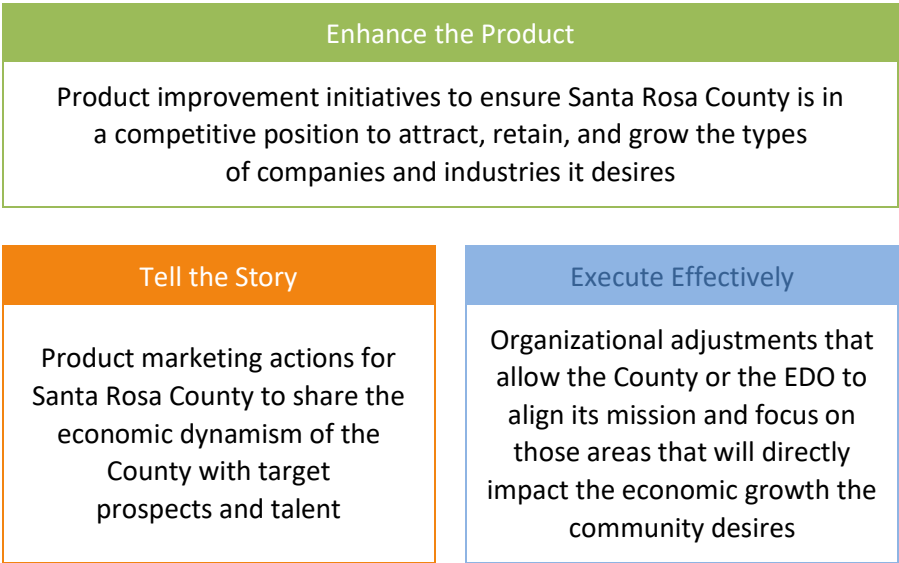 Enhance the Product
Product improvement initiatives to ensure Santa Rosa County is in
a competitive position to attract, retain, and grow the types
of companies and industries it desires
Tell the Story
Product marketing actions for
Santa Rosa County to share the
economic dynamism of the
County with target
prospects and talent
Execute Effectively
Organizational adjustments that
allow the County or the EDO to
align its mission and focus on
those areas that will directly
impact the economic growth the
community desires